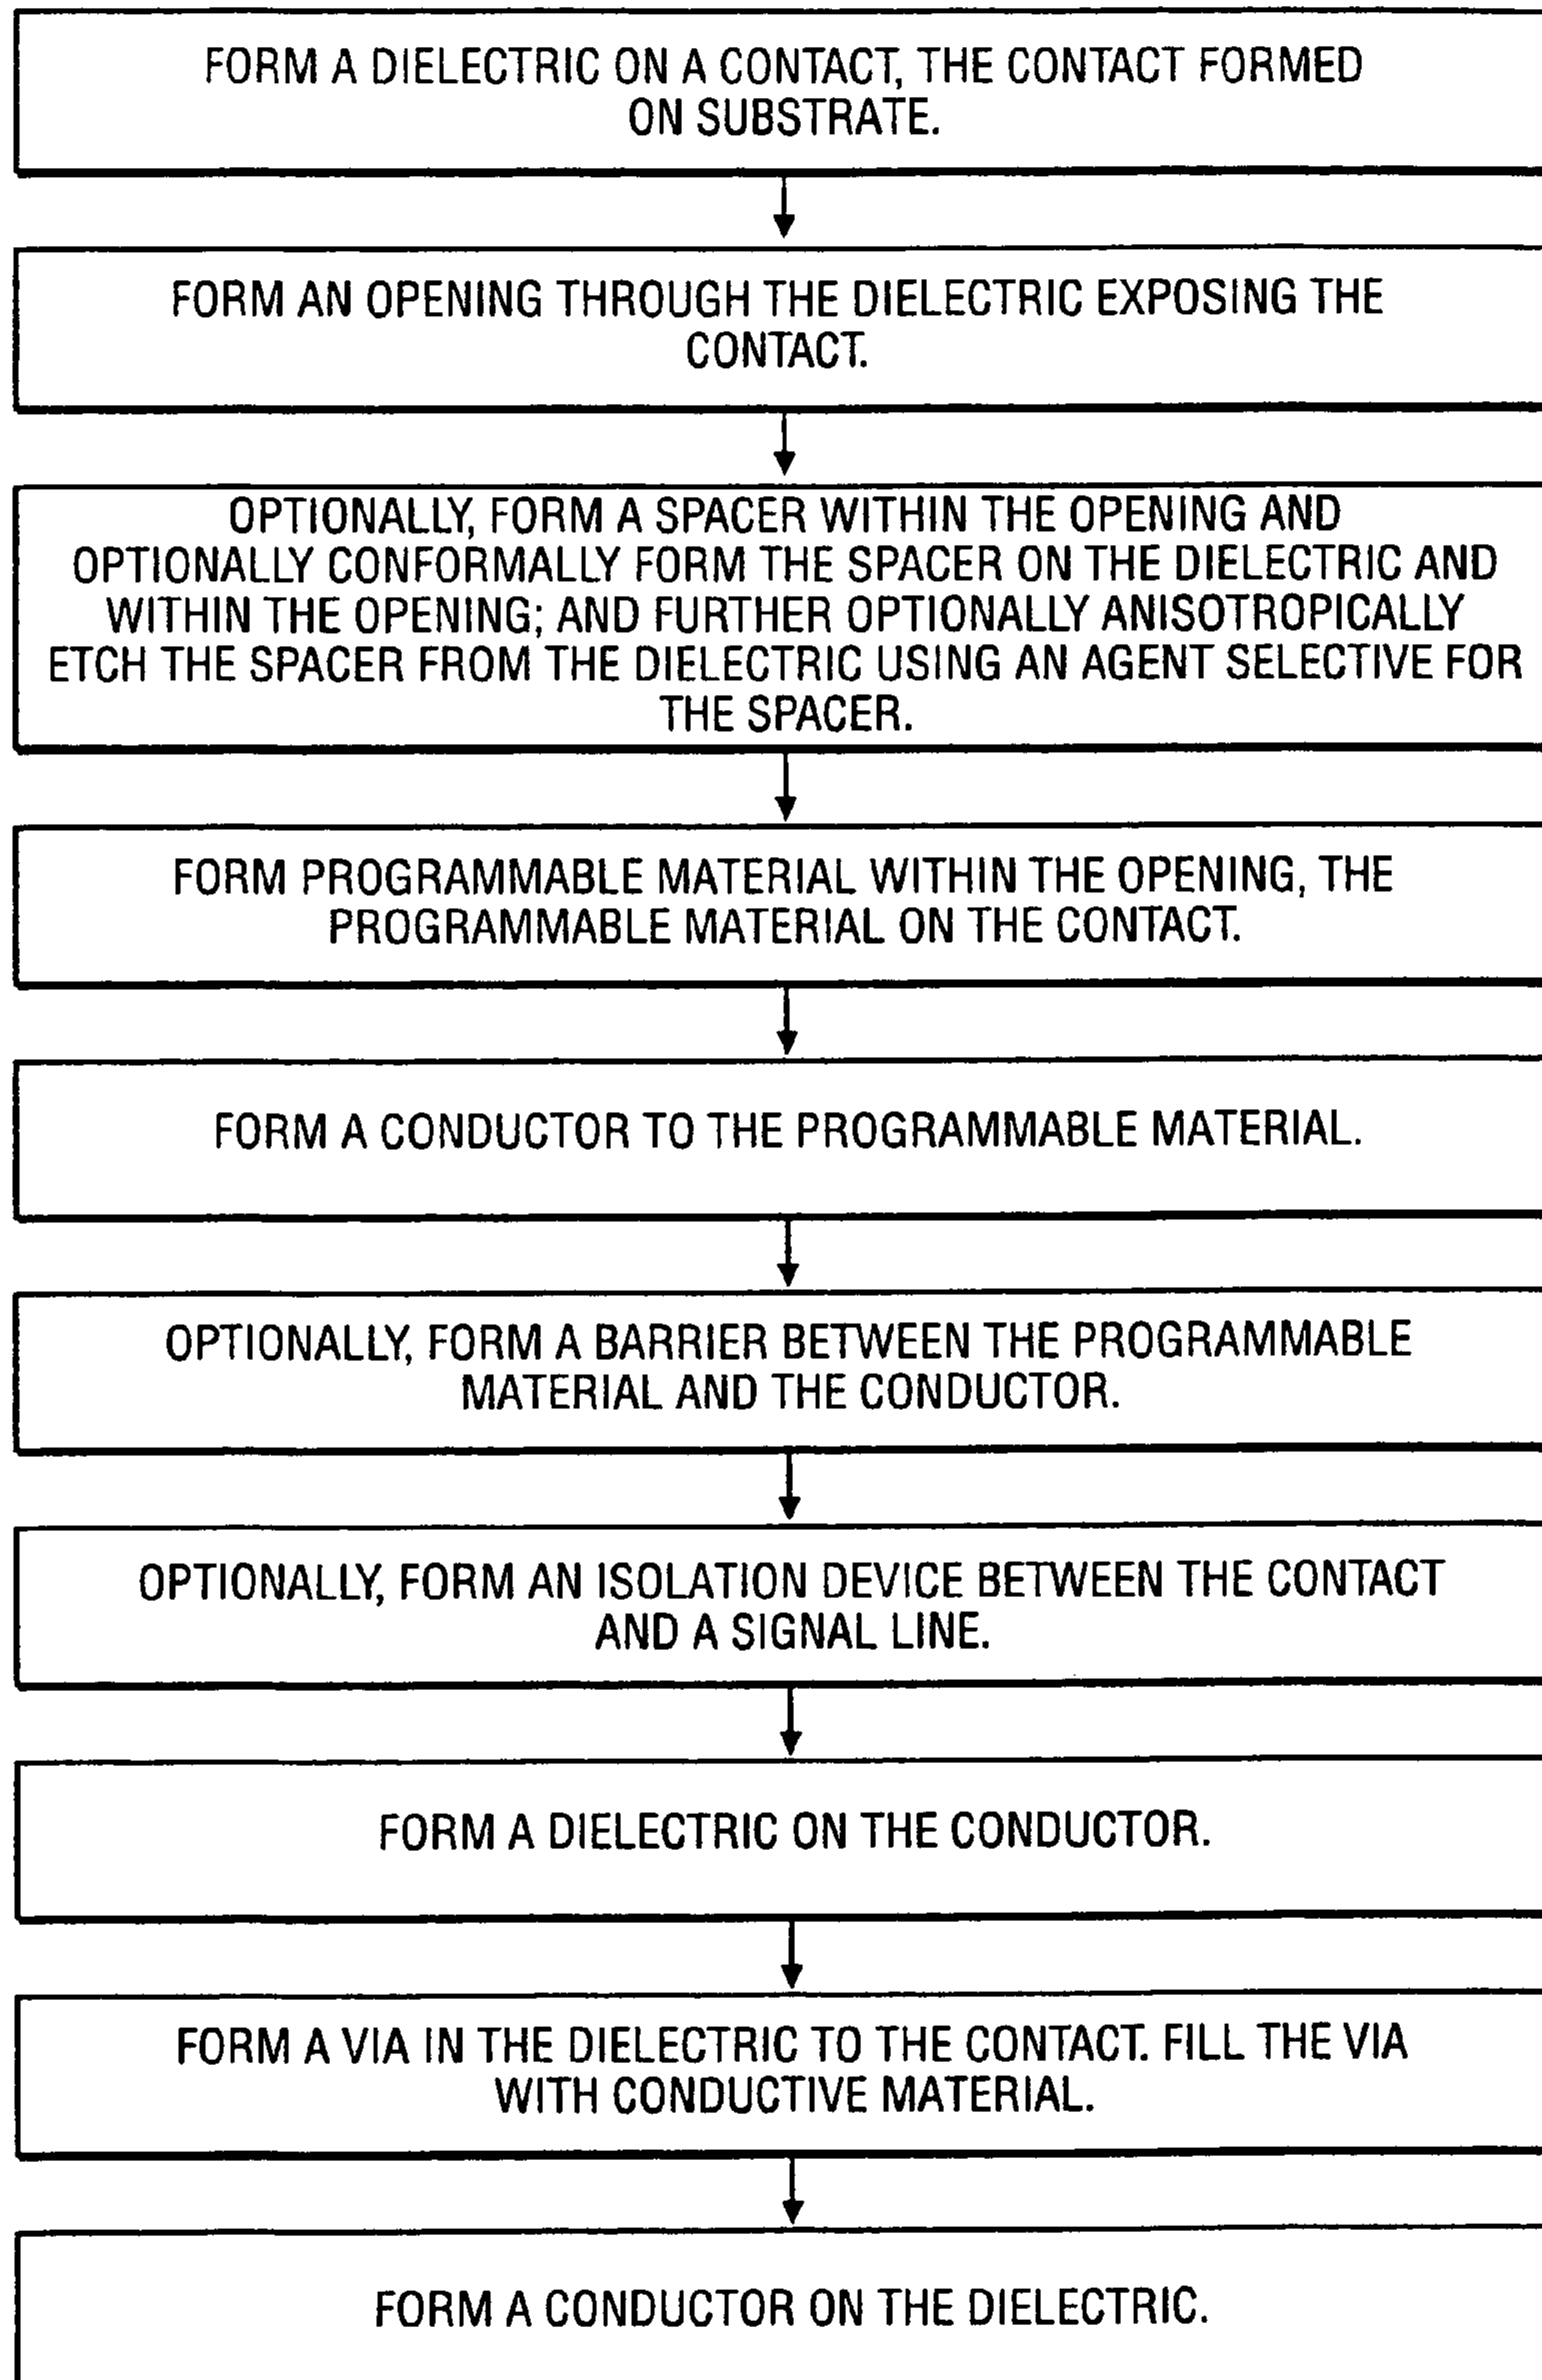 FORM A DIELECTRIC ON A CONTACT, THE CONTACT FORMED
ON SUBSTRATE.
FORM AN OPENING THROUGH THE DIELECTRIC EXPOSING THE
CONTACT.
OPTIONALLY, FORM A SPACER WITHIN THE OPENING AND
OPTIONALLY CONFORMALLY FORM THE SPACER ON THE DIELECTRIC AND
WITHIN THE OPENING; AND FURTHER OPTIONALLY ANISOTROPICALLY
ETCH THE SPACER FROM THE DIELECTRIC USING AN AGENT SELECTIVE FOR
THE SPACER.
FORM PROGRAMMABLE MATERIAL WITHIN THE OPENING, THE
PROGRAMMABLE MATERIAL ON THE CONTACT.
FORM A CONDUCTOR TO THE PROGRAMMABLE MATERIAL.
OPTIONALLY, FORM A BARRIER BETWEEN THE PROGRAMMABLE
MATERIAL AND THE CONDUCTOR.
OPTIONALLY, FORM AN ISOLATION DEVICE BETWEEN THE CONTACT
AND A SIGNAL LINE.
FORM A DIELECTRIC ON THE CONDUCTOR.
FORM A VIA IN THE DIELECTRIC TO THE CONTACT. FILL THE VIA
WITH CONDUCTIVE MATERIAL.
FORM A CONDUCTOR ON THE DIELECTRIC.